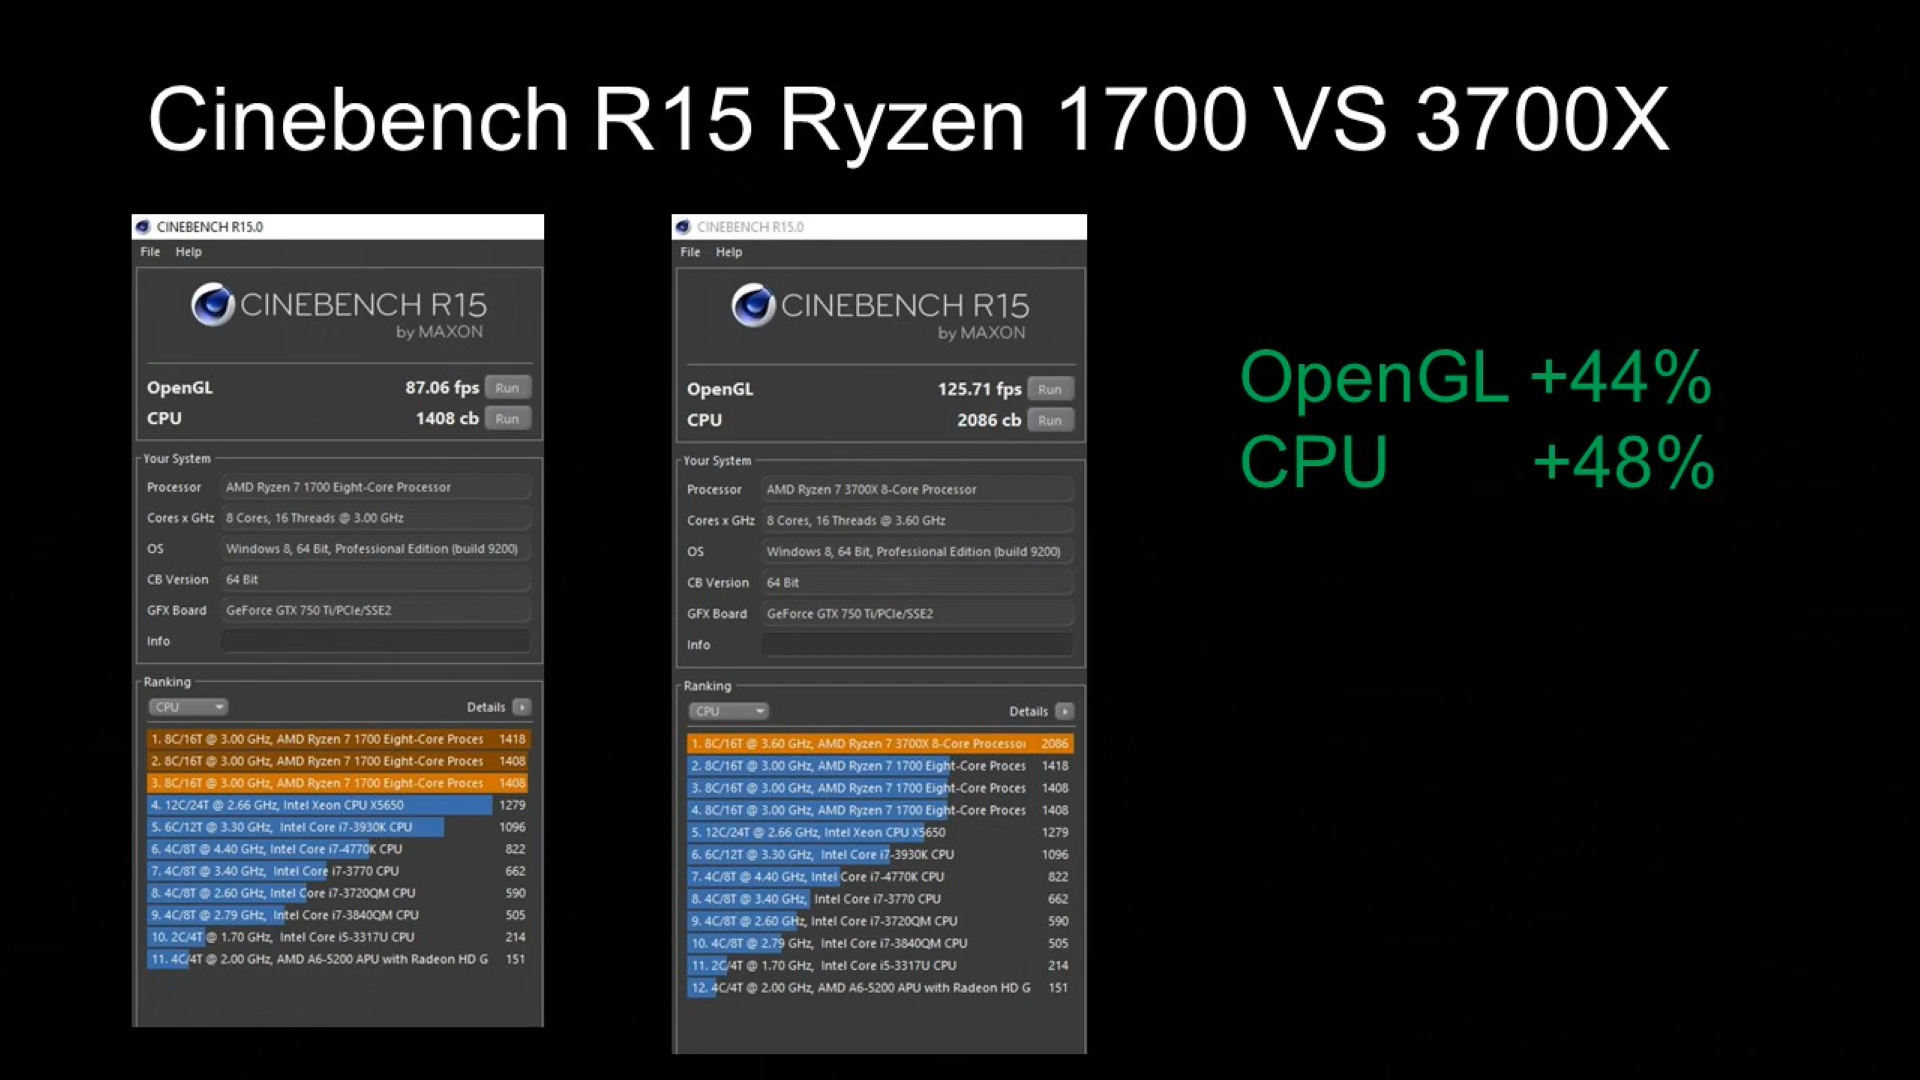 Cinebench R15 Ryzen 1700 VS 3700X
CINEBENCH R15.0
File Help
CINEBENCH R15
by MAXON
OpenGL 87.06 fps Run
CPU 1408 cb Run
Your System
Processor AMD Ryzen 7 1700 Eight-Core Processor
Cores x GHz 8 Cores, 16 Threads @ 3.00 GHz
OS Windows 8, 64 Bit, Professional Edition (build 9200)
CB Version 64 Bit
GFX Board GeForce GTX 750 Ti/PCIe/SSE2
Info
Ranking
CPU Details
1. 8C/16T @ 3.00 GHz, AMD Ryzen 7 1700 Eight-Core Proces 1418
2. 8C/16T @ 3.00 GHz, AMD Ryzen 7 1700 Eight-Core Proces 1408
3. 8C/16T @ 3.00 GHz, AMD Ryzen 7 1700 Eight-Core Proces 1408
4. 12C/24T @ 2.66 GHz, Intel Xeon CPU X5650 1279
5. 6C/12T @ 3.30 GHz, Intel Core i7-3930K CPU 1096
6. 4C/8T @ 4.40 GHz, Intel Core i7-4770K CPU 822
7. 4C/8T @ 3.40 GHz, Intel Core i7-3770 CPU 662
8. 4C/8T @ 2.60 GHz, Intel Core i7-3720QM CPU 590
9. 4C/8T @ 2.79 GHz, Intel Core i7-3840QM CPU 505
10. 2C/4T @ 1.70 GHz, Intel Core i5-3317U CPU 214
11. 4C/4T @ 2.00 GHz, AMD A6-5200 APU with Radeon HD G 151
CINEBENCH R15.0
File Help
CINEBENCH R15
by MAXON
OpenGL 125.71 fps Run
CPU 2086 cb Run
Your System
Processor AMD Ryzen 7 3700X 8-Core Processor
Cores x GHz 8 Cores, 16 Threads @ 3.60 GHz
OS Windows 8, 64 Bit, Professional Edition (build 9200)
CB Version 64 Bit
GFX Board GeForce GTX 750 Ti/PCIe/SSE2
Info
Ranking
CPU Details
1. 8C/16T @ 3.60 GHz, AMD Ryzen 7 3700X 8-Core Processor 2086
2. 8C/16T @ 3.00 GHz, AMD Ryzen 7 1700 Eight-Core Proces 1418
3. 8C/16T @ 3.00 GHz, AMD Ryzen 7 1700 Eight-Core Proces 1408
4. 8C/16T @ 3.00 GHz, AMD Ryzen 7 1700 Eight-Core Proces 1408
5. 12C/24T @ 2.66 GHz, Intel Xeon CPU X5650 1279
6. 6C/12T @ 3.30 GHz, Intel Core i7-3930K CPU 1096
7. 4C/8T @ 4.40 GHz, Intel Core i7-4770K CPU 822
8. 4C/8T @ 3.40 GHz, Intel Core i7-3770 CPU 662
9. 4C/8T @ 2.60 GHz, Intel Core i7-3720QM CPU 590
10. 4C/8T @ 2.79 GHz, Intel Core i7-3840QM CPU 505
11. 2C/4T @ 1.70 GHz, Intel Core i5-3317U CPU 214
12. 4C/4T @ 2.00 GHz, AMD A6-5200 APU with Radeon HD G 151
OpenGL +44%
CPU +48%